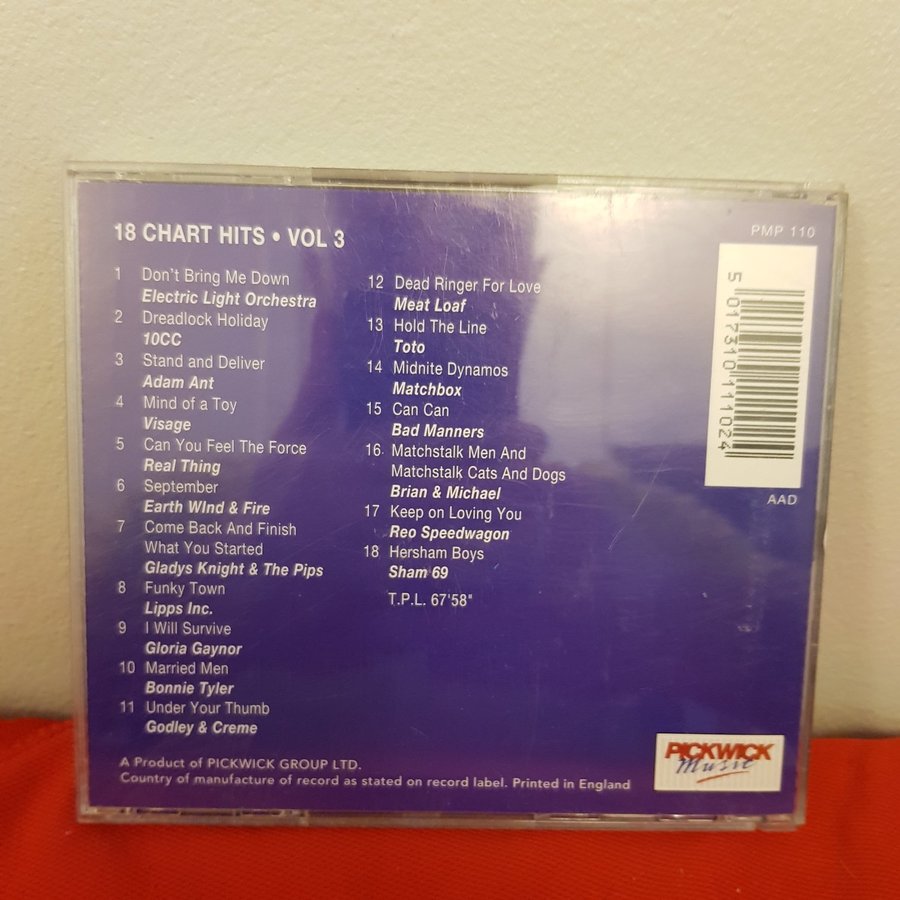 18 CHART HITS • VOL 3
1 Don't Bring Me Down
Electric Light Orchestra
2 Dreadlock Holiday
10CC
3 Stand and Deliver
Adam Ant
4 Mind of a Toy
Visage
5 Can You Feel The Force
Real Thing
6 September
Earth WInd & Fire
7 Come Back And Finish
What You Started
Gladys Knight & The Pips
8 Funky Town
Lipps Inc.
9 I Will Survive
Gloria Gaynor
10 Married Men
Bonnie Tyler
11 Under Your Thumb
Godley & Creme
12 Dead Ringer For Love
Meat Loaf
13 Hold The Line
Toto
14 Midnite Dynamos
Matchbox
15 Can Can
Bad Manners
16 Matchstalk Men And
Matchstalk Cats And Dogs
Brian & Michael
17 Keep on Loving You
Reo Speedwagon
18 Hersham Boys
Sham 69
T.P.L. 67'58"
PMP 110
5 017310 111024
AAD
A Product of PICKWICK GROUP LTD.
Country of manufacture of record as stated on record label. Printed in England
PICKWICK
Music